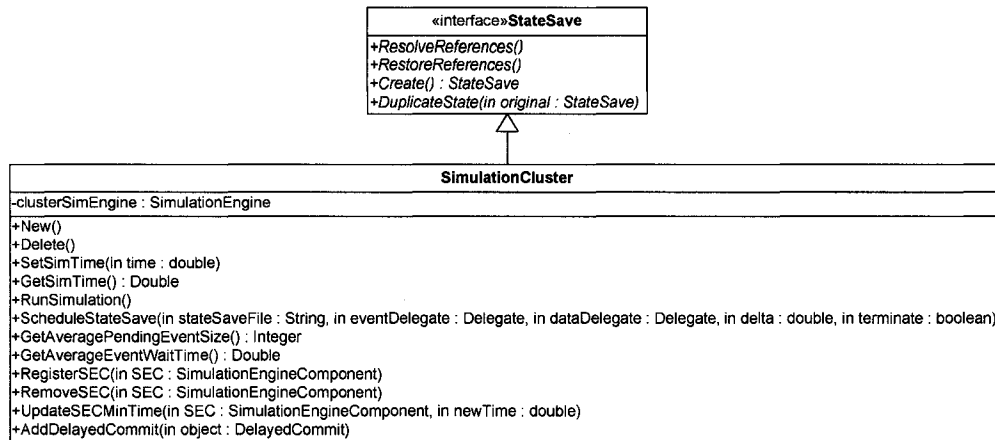 «interface»StateSave
+ResolveReferences()
+RestoreReferences()
+Create() : StateSave
+DuplicateState(in original : StateSave)
SimulationCluster
-clusterSimEngine : SimulationEngine
+New()
+Delete()
+SetSimTime(in time : double)
+GetSimTime() : Double
+RunSimulation()
+ScheduleStateSave(in stateSaveFile : String, in eventDelegate : Delegate, in dataDelegate : Delegate, in delta : double, in terminate : boolean)
+GetAveragePendingEventSize() : Integer
+GetAverageEventWaitTime() : Double
+RegisterSEC(in SEC : SimulationEngineComponent)
+RemoveSEC(in SEC : SimulationEngineComponent)
+UpdateSECMinTime(in SEC : SimulationEngineComponent, in newTime : double)
+AddDelayedCommit(in object : DelayedCommit)